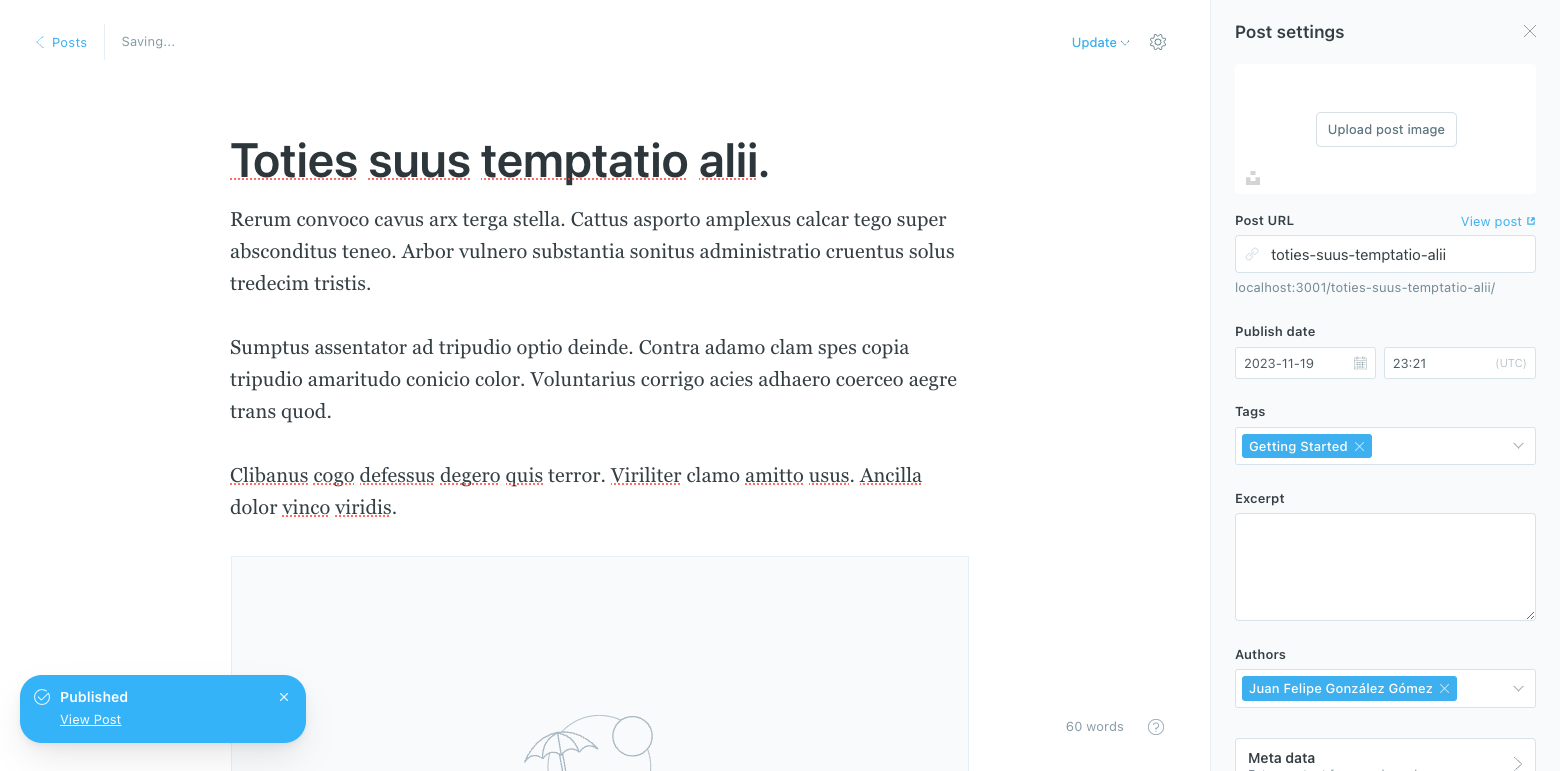 Posts
Saving...
Update
Post settings
Upload post image
Toties suus temptatio alii.
Rerum convoco cavus arx terga stella. Cattus asporto amplexus calcar tego super
absconditus teneo. Arbor vulnero substantia sonitus administratio cruentus solus
tredecim tristis.
Sumptus assentator ad tripudio optio deinde. Contra adamo clam spes copia
tripudio amaritudo conicio color. Voluntarius corrigo acies adhaero coerceo aegre
trans quod.
Clibanus cogo defessus degero quis terror. Viriliter clamo amitto usus. Ancilla
dolor vinco viridis.
Published
View Post
60 words
Post URL
View post
toties-suus-temptatio-alii
localhost:3001/toties-suus-temptatio-alii/
Publish date
2023-11-19
23:21
(UTC)
Tags
Getting Started
Excerpt
Authors
Juan Felipe González Gómez
Meta data